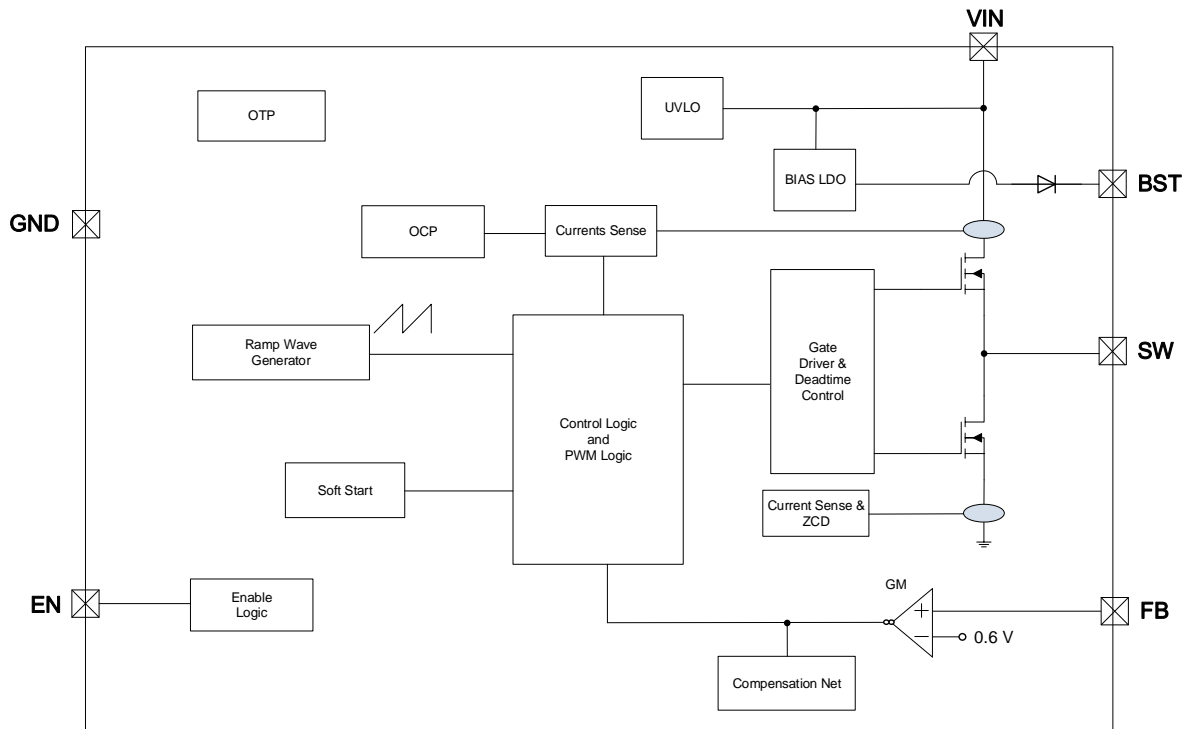 VIN
UVLO
OTP
BIAS LDO
BST
GND
OCP
Currents Sense
Ramp Wave
Generator
Gate
Driver &
Deadtime
Control
SW
Control Logic
and
PWM Logic
Soft Start
Current Sense &
ZCD
EN
Enable
Logic
GM
+
FB
−
0.6 V
Compensation Net